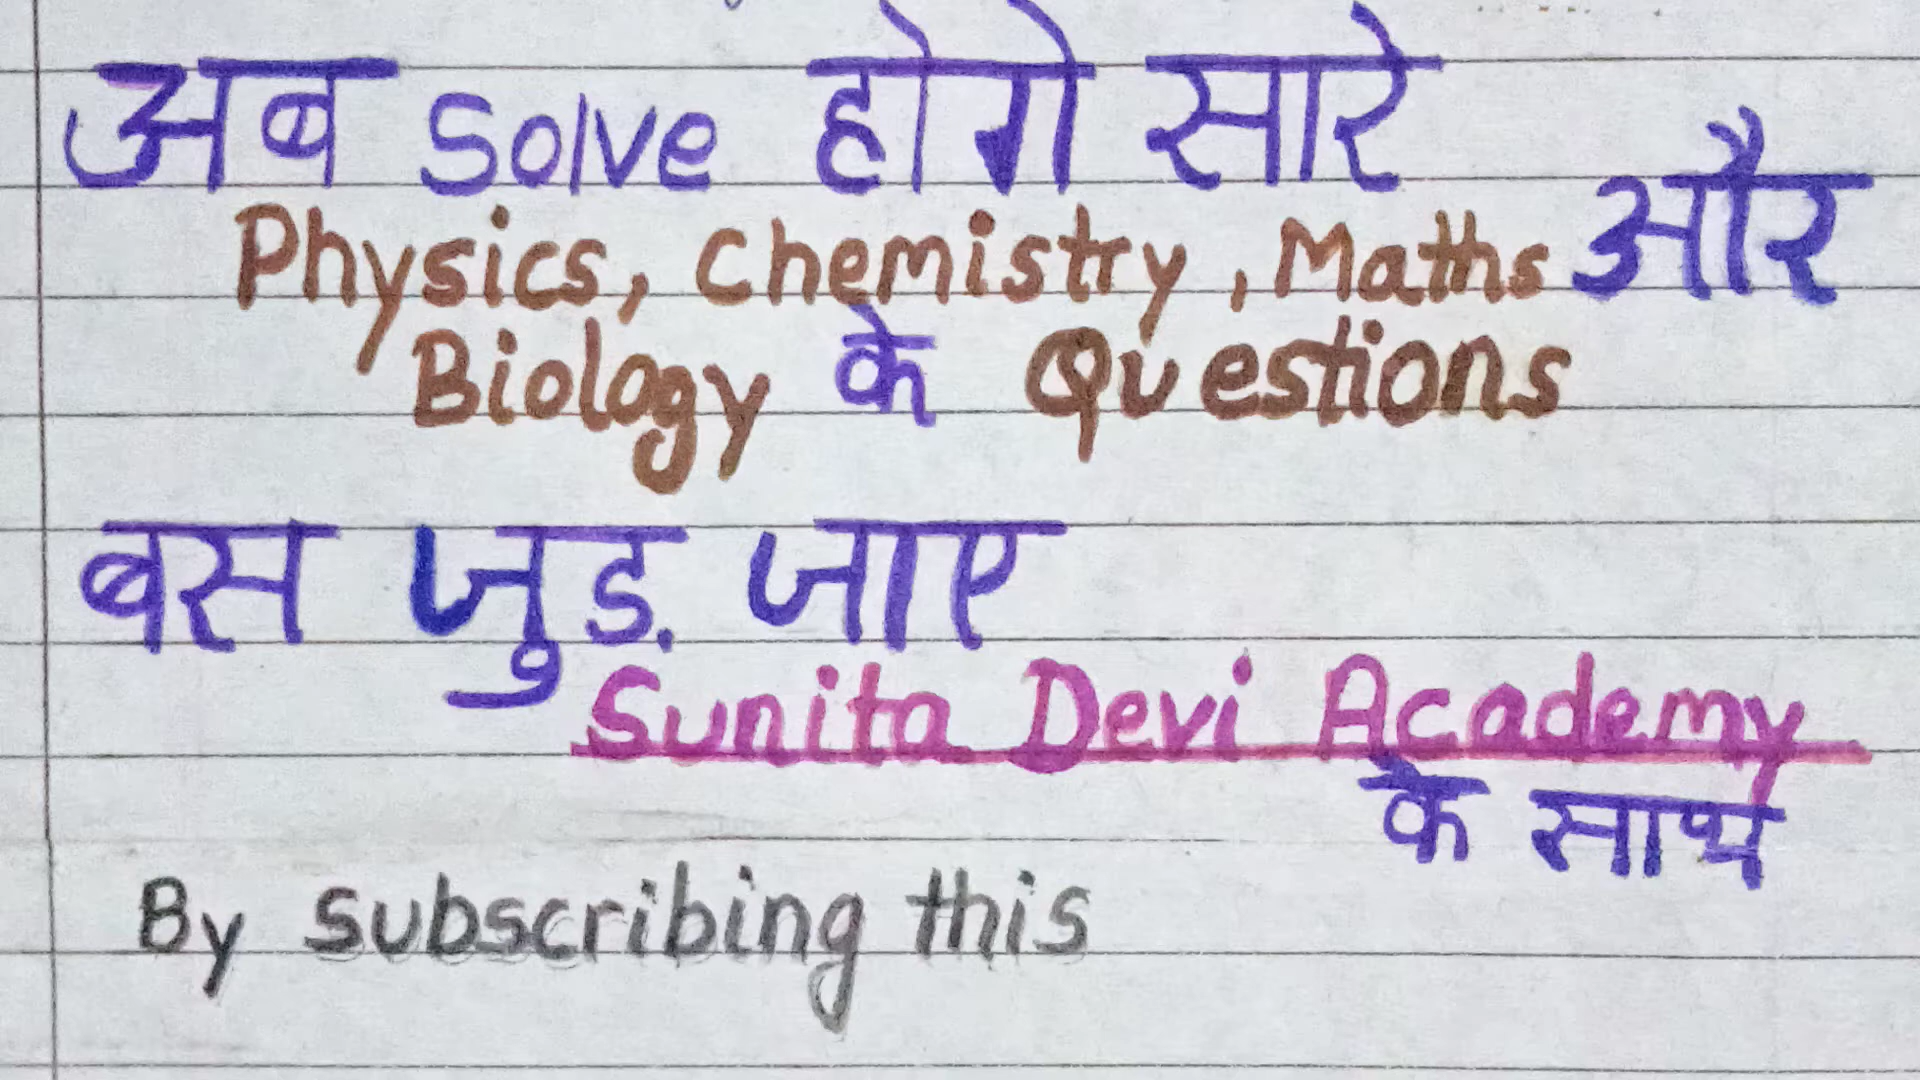 अब Solve होगे सारे
Physics, Chemistry, Maths और
Biology के Questions
बस जुड़ जाए
Sunita Devi Academy
के साथ
By Subscribing this